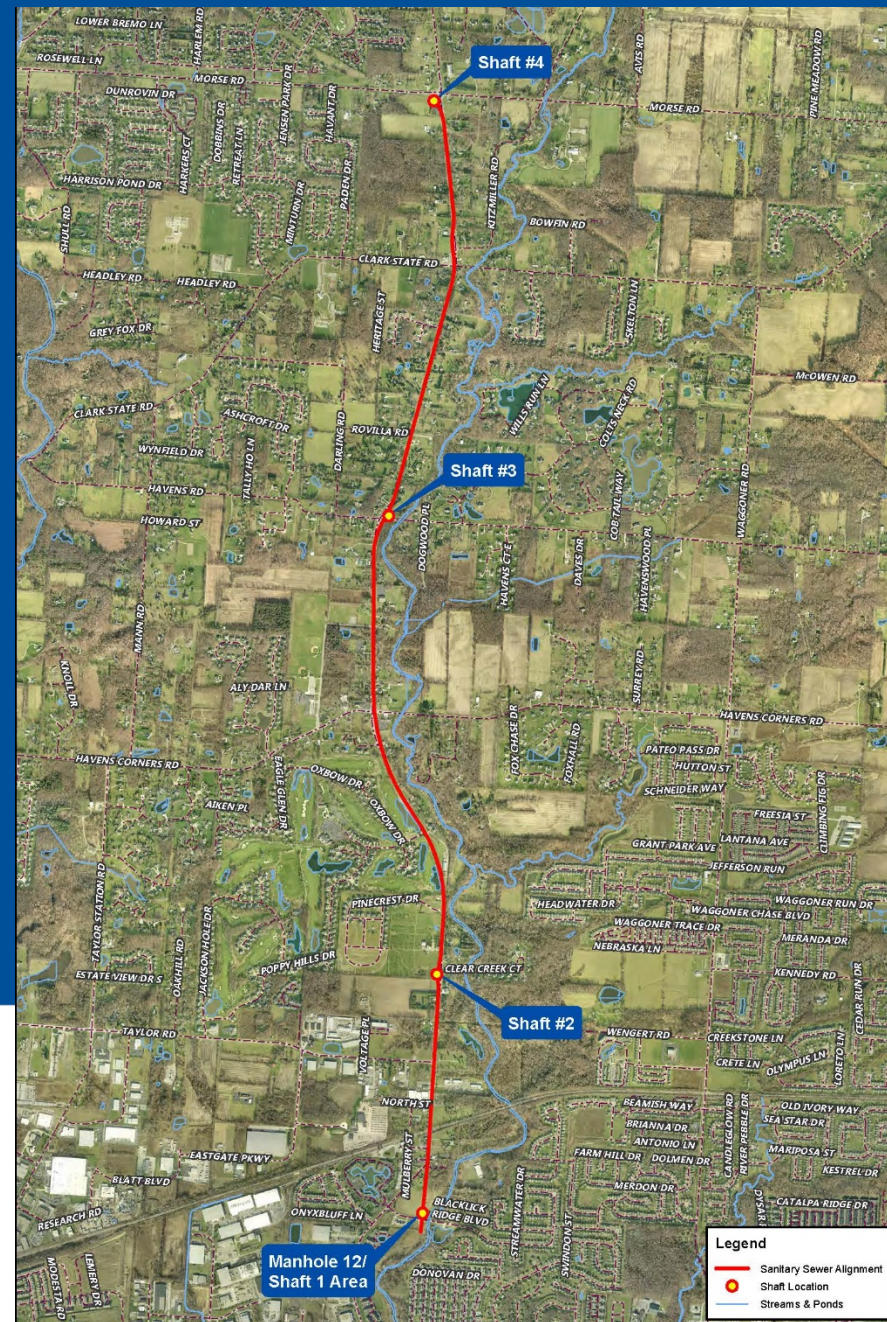 LOWER BREMO LN
HARLEM RD
ROSEWELL LN
MORSE RD
DUNROVIN DR
JENSEN PARK DR
HAVANT DR
DOBBINS DR
RETREAT LN
HARKERS CT
PADEN DR
MINTURN DR
HARRISON POND DR
SHULL RD
Shaft #4
AVIS RD
PINE MEADOW RD
MORSE RD
KITZMILLER RD
BOWFIN RD
CLARK STATE RD
HEADLEY RD
HEADLEY RD
HERITAGE ST
SKELTON LN
GREY FOX DR
McOWEN RD
CLARK STATE RD
ASHCROFT DR
WILLS RUN LN
COLTS NECK RD
ROVILLA RD
DARLING RD
WYNFIELD DR
TALLY HO LN
Shaft #3
HAVENS RD
HOWARD ST
COB TAIL WAY
WAGGONER RD
DOGWOOD PL
HAVENS CT E
DAVES DR
HAVENSWOOD PL
MANN RD
KNOLL DR
ALY DAR LN
SURREY RD
FOX CHASE DR
FOXHALL RD
HAVENS CORNERS RD
PATEO PASS DR
HUTTON ST
SCHNEIDER WAY
HAVENS CORNERS RD
EAGLE GLEN DR
OXBOW DR
OXBOW DR
AIKEN PL
FREESIA ST
CLIMBING FIG DR
LANTANA AVE
GRANT PARK AVE
JEFFERSON RUN
PINECREST DR
HEADWATER DR
WAGGONER RUN DR
WAGGONER CHASE BLVD
WAGGONER TRACE DR
MERANDA DR
NEBRASKA LN
TAYLOR STATION RD
OAKHILL RD
JACKSON HOLE DR
POPPY HILLS DR
CLEAR CREEK CT
KENNEDY RD
ESTATE VIEW DR S
CEDAR RUN DR
Shaft #2
TAYLOR RD
WENGERT RD
CREEKSTONE LN
CRETE LN
OLYMPUS LN
LORETO LN
VOLTAGE PL
NORTH ST
BEAMISH WAY
OLD IVORY WAY
BRIANNA DR
SEA STAR DR
ANTONIO LN
CANDLEGLOW RD
RIVER PEBBLE DR
MARIPOSA ST
FARM HILL DR
DOLMEN DR
KESTREL DR
EASTGATE PKWY
MULBERRY ST
BLATT BLVD
MERDON DR
CATALPA RIDGE DR
STREAMWATER DR
SWINDON ST
DYSAR
RESEARCH RD
ONYXBLUFF LN
BLACKLICK
RIDGE BLVD
LEMERY DR
MODESTA RD
Manhole 12/
Shaft 1 Area
DONOVAN DR
Legend
Sanitary Sewer Alignment
Shaft Location
Streams & Ponds